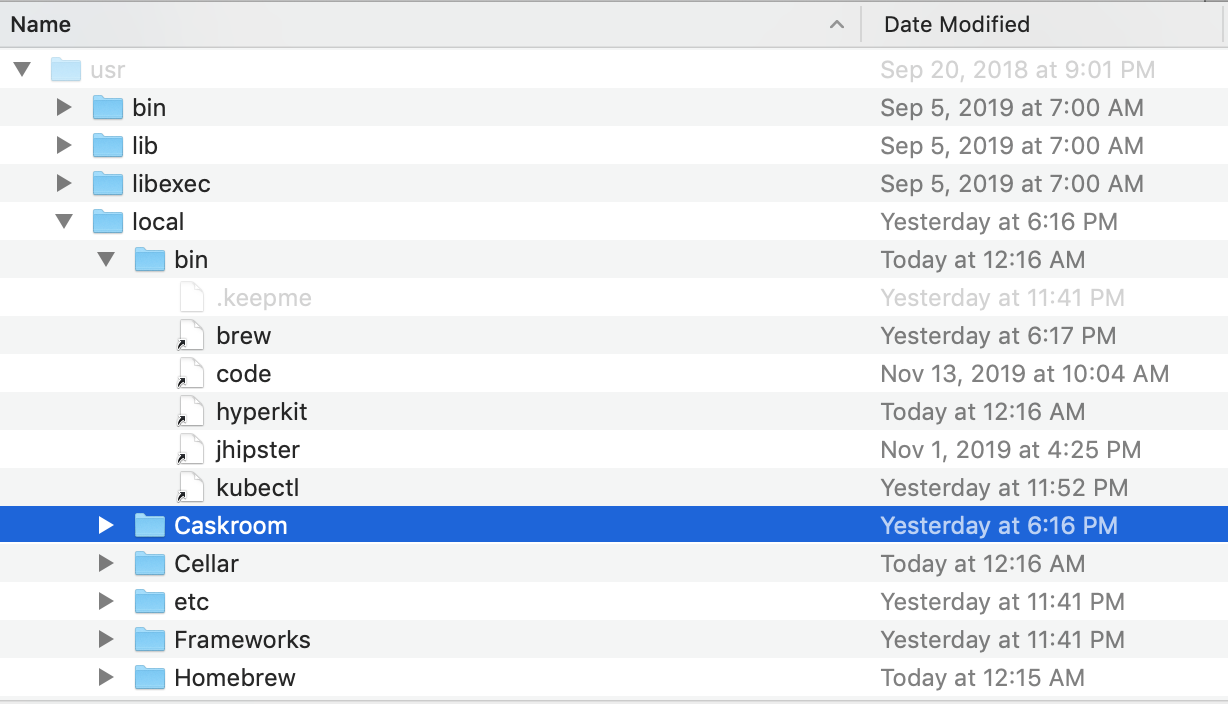 Name Date Modified
usr Sep 20, 2018 at 9:01 PM
bin Sep 5, 2019 at 7:00 AM
lib Sep 5, 2019 at 7:00 AM
libexec Sep 5, 2019 at 7:00 AM
local Yesterday at 6:16 PM
bin Today at 12:16 AM
.keepme Yesterday at 11:41 PM
brew Yesterday at 6:17 PM
code Nov 13, 2019 at 10:04 AM
hyperkit Today at 12:16 AM
jhipster Nov 1, 2019 at 4:25 PM
kubectl Yesterday at 11:52 PM
Caskroom Yesterday at 6:16 PM
Cellar Today at 12:16 AM
etc Yesterday at 11:41 PM
Frameworks Yesterday at 11:41 PM
Homebrew Today at 12:15 AM